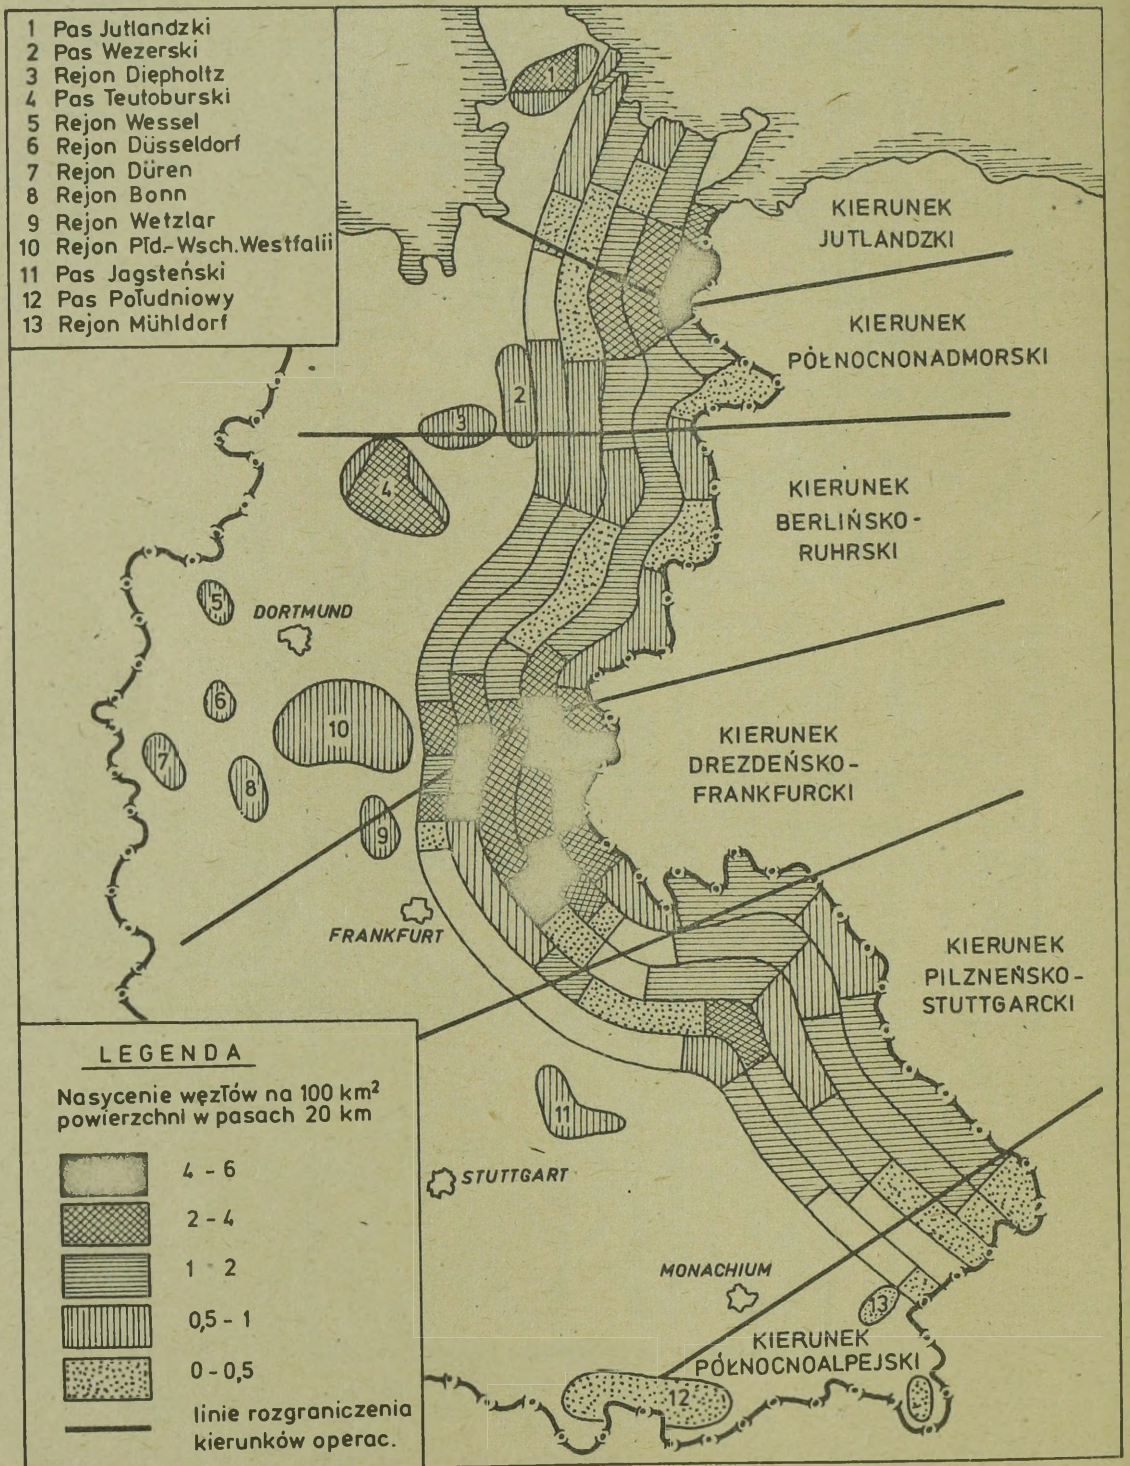 1 Pas Jutlandzki
2 Pas Wezerski
3 Rejon Diepholtz
4 Pas Teutoburski
5 Rejon Wessel
6 Rejon Düsseldorf
7 Rejon Düren
8 Rejon Bonn
9 Rejon Wetzlar
10 Rejon Płd.-Wsch. Westfalii
11 Pas Jagsteński
12 Pas Południowy
13 Rejon Mühldorf
1
KIERUNEK
JUTLANDZKI
KIERUNEK
PÓŁNOCNONADMORSKI
2
3
4
KIERUNEK
BERLIŃSKO-
RUHRSKI
5
DORTMUND
6
10
7
8
9
KIERUNEK
DREZDEŃSKO-
FRANKFURCKI
FRANKFURT
KIERUNEK
PILZNEŃSKO-
STUTTGARCKI
11
STUTTGART
MONACHIUM
13
KIERUNEK
PÓŁNOCNOALPEJSKI
12
LEGENDA
Nasycenie węzłów na 100 km²
powierzchni w pasach 20 km
4 - 6
2 - 4
1 2
0,5 - 1
0 - 0,5
linie rozgraniczenia
kierunków operac.